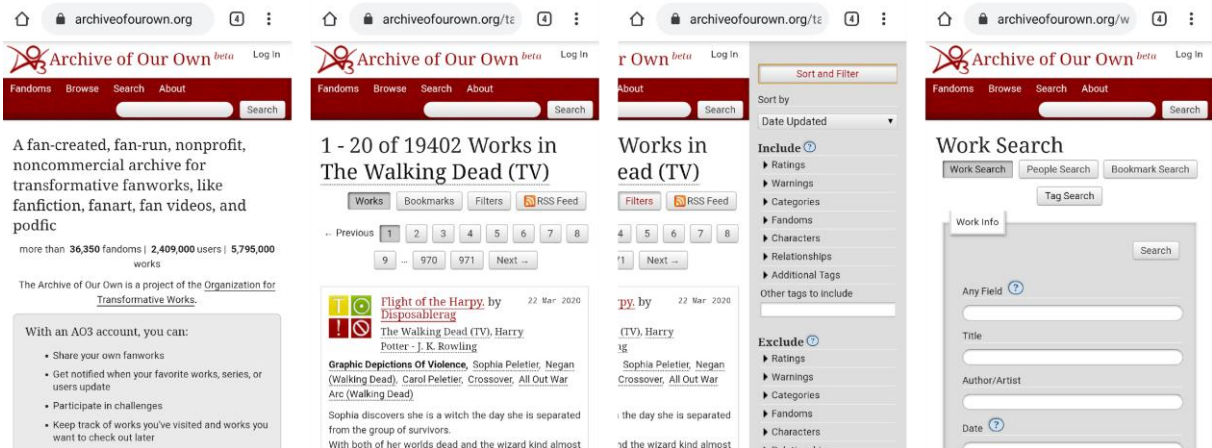 archiveofourown.org
4
Archive of Our Own beta
Log In
Fandoms Browse Search About
Search
A fan-created, fan-run, nonprofit,
noncommercial archive for
transformative fanworks, like
fanfiction, fanart, fan videos, and
podfic
more than 36,350 fandoms | 2,409,000 users | 5,795,000
works
The Archive of Our Own is a project of the Organization for
Transformative Works.
With an AO3 account, you can:
Share your own fanworks
Get notified when your favorite works, series, or
users update
Participate in challenges
Keep track of works you've visited and works you
want to check out later
archiveofourown.org/ta
4
Archive of Our Own beta
Log In
Fandoms Browse Search About
Search
1 - 20 of 19402 Works in
The Walking Dead (TV)
Works Bookmarks Filters RSS Feed
← Previous 1 2 3 4 5 6 7 8
9 … 970 971 Next →
Flight of the Harpy. by
22 Mar 2020
Disposablerag
The Walking Dead (TV), Harry
Potter - J. K. Rowling
Graphic Depictions Of Violence, Sophia Peletier, Negan
(Walking Dead), Carol Peletier, Crossover, All Out War
Arc (Walking Dead)
Sophia discovers she is a witch the day she is separated
from the group of survivors.
With both of her worlds dead and the wizard kind almost
archiveofourown.org/ta
4
r Own beta
Log In
About
Search
Works in
ead (TV)
Filters RSS Feed
4 5 6 7 8
71 Next →
rpy. by
22 Mar 2020
(TV), Harry
ng
Sophia Peletier, Negan
Crossover, All Out War
the day she is separated
nd the wizard kind almost
Sort and Filter
Sort by
Date Updated
Include ?
Ratings
Warnings
Categories
Fandoms
Characters
Relationships
Additional Tags
Other tags to include
Exclude ?
Ratings
Warnings
Categories
Fandoms
Characters
archiveofourown.org/w
4
Archive of Our Own beta
Log In
Fandoms Browse Search About
Search
Work Search
Work Search People Search Bookmark Search
Tag Search
Work Info
Search
Any Field ?
Title
Author/Artist
Date ?